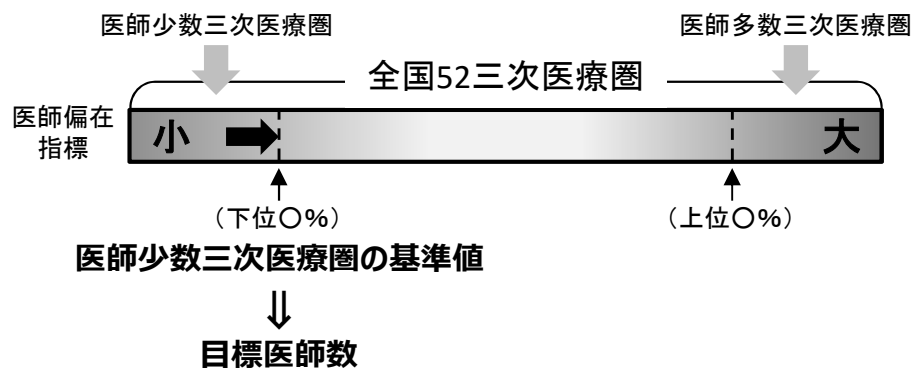 医師少数三次医療圏
医師多数三次医療圏
全国52三次医療圏
医師偏在
指標
小
大
（下位〇%）
（上位〇%）
医師少数三次医療圏の基準値
⇓
目標医師数